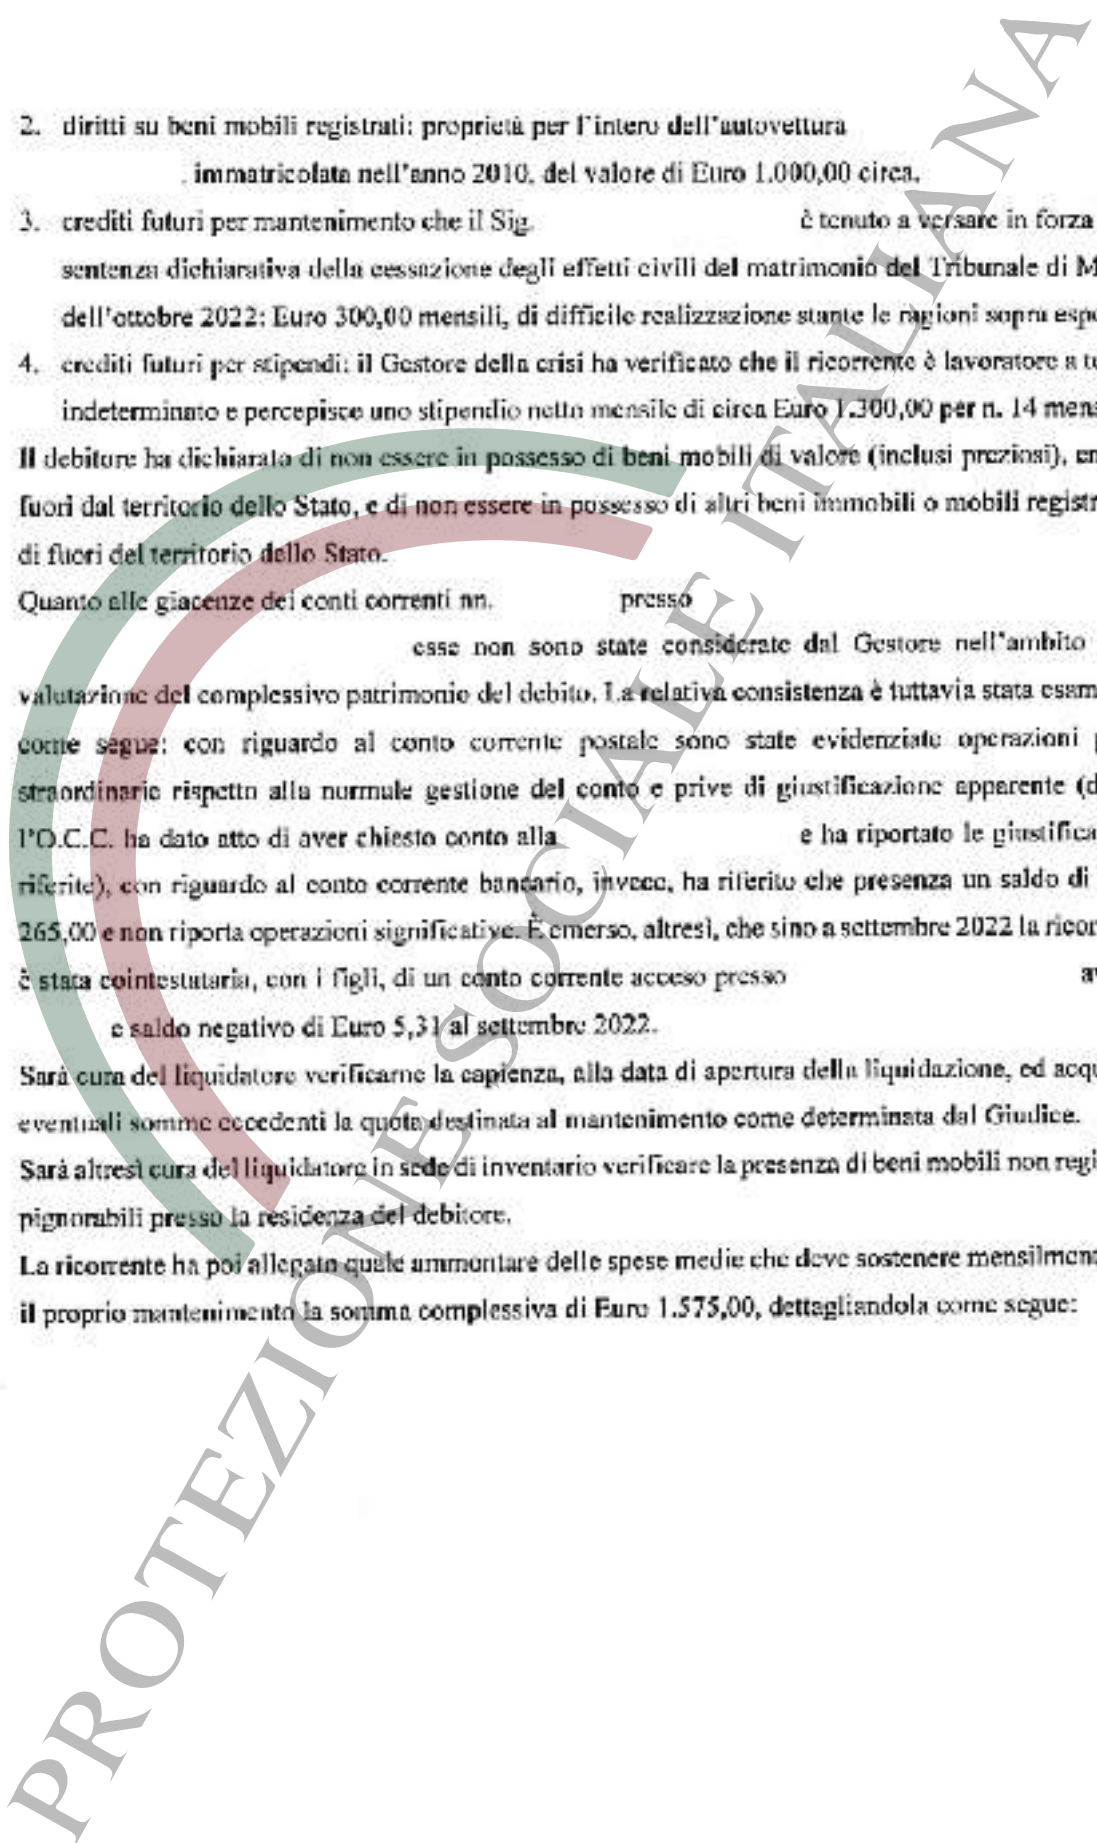 2. diritti su beni mobili registrati: proprietà per l'intero dell'autovettura
immatricolata nell'anno 2010, del valore di Euro 1.000,00 circa,
3. crediti futuri per mantenimento che il Sig. è tenuto a versare in forza
sentenza dichiarativa della cessazione degli effetti civili del matrimonio del Tribunale di M
dell'ottobre 2022: Euro 300,00 mensili, di difficile realizzazione stante le ragioni sopra espo
4. crediti futuri per stipendi: il Gestore della crisi ha verificato che il ricorrente è lavoratore a te
indeterminato e percepisce uno stipendio netto mensile di circa Euro 1.300,00 per n. 14 mens
Il debitore ha dichiarato di non essere in possesso di beni mobili di valore (inclusi preziosi), en
fuori dal territorio dello Stato, e di non essere in possesso di altri beni immobili o mobili registr
di fuori del territorio dello Stato.
Quanto alle giacenze dei conti correnti nn. presso
esse non sono state considerate dal Gestore nell'ambito
valutazione del complessivo patrimonio del debito. La relativa consistenza è tuttavia stata esam
come segue: con riguardo al conto corrente postale sono state evidenziate operazioni p
straordinarie rispetto alla normale gestione del conto e prive di giustificazione apparente (d
l'O.C.C. ha dato atto di aver chiesto conto alla e ha riportato le giustifica
riferite), con riguardo al conto corrente bancario, invece, ha riferito che presenza un saldo di
265,00 e non riporta operazioni significative. È emerso, altresì, che sino a settembre 2022 la ricor
è stata cointestataria, con i figli, di un conto corrente acceso presso av
e saldo negativo di Euro 5,31 al settembre 2022.
Sarà cura del liquidatore verificarne la capienza, alla data di apertura della liquidazione, ed acqu
eventuali somme eccedenti la quota destinata al mantenimento come determinata dal Giudice.
Sarà altresì cura del liquidatore in sede di inventario verificare la presenza di beni mobili non regi
pignorabili presso la residenza del debitore.
La ricorrente ha poi allegato quale ammontare delle spese medie che deve sostenere mensilmen
il proprio mantenimento la somma complessiva di Euro 1.575,00, dettagliandola come segue:
PROTEZIONE SOCIALE ITALIANA